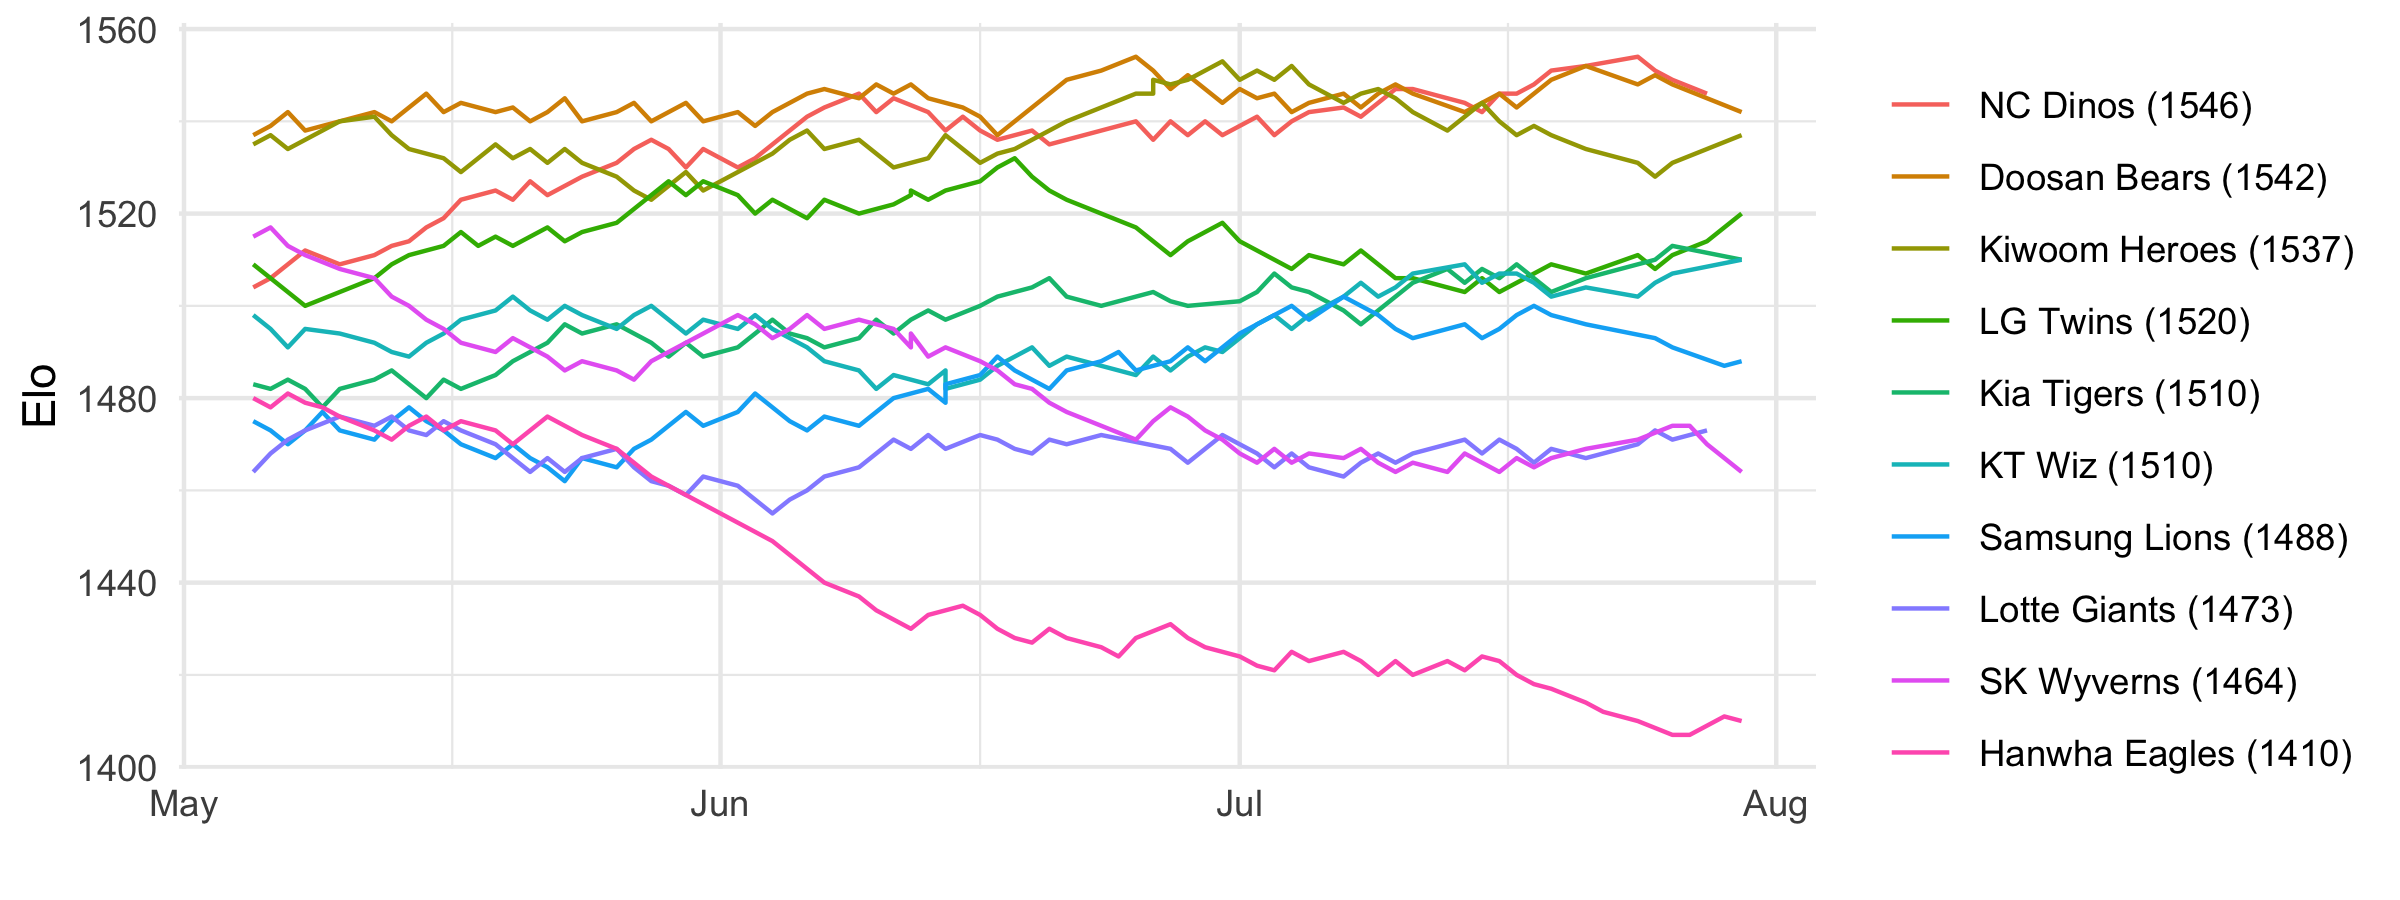 Elo
1560
1520
1480
1440
1400
May
Jun
Jul
Aug
NC Dinos (1546)
Doosan Bears (1542)
Kiwoom Heroes (1537)
LG Twins (1520)
Kia Tigers (1510)
KT Wiz (1510)
Samsung Lions (1488)
Lotte Giants (1473)
SK Wyverns (1464)
Hanwha Eagles (1410)